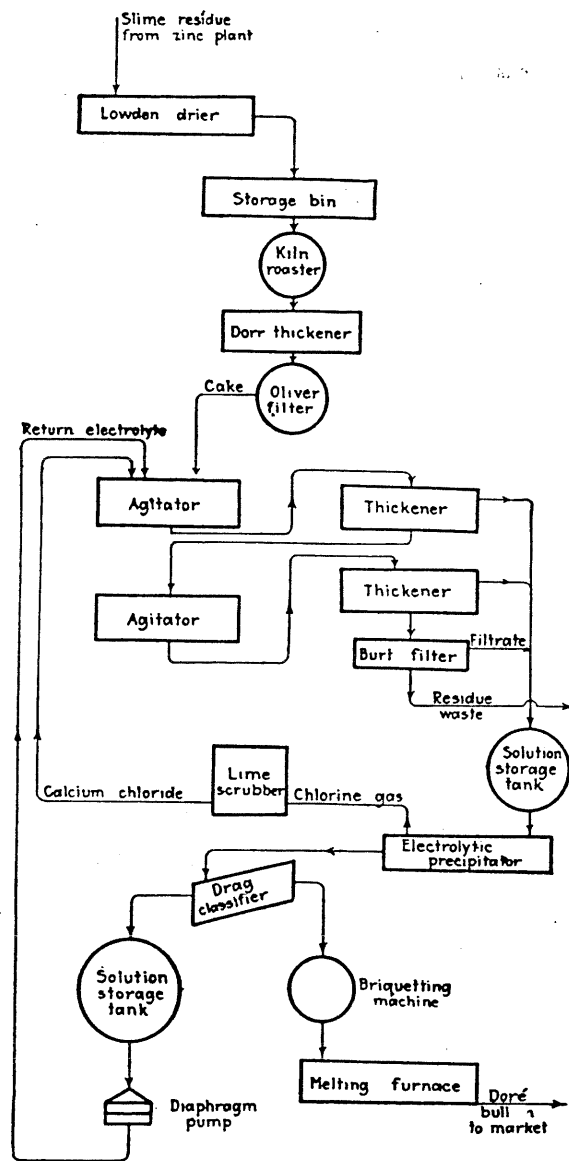 Slime residue
from zinc plant
Lowden drier
Storage bin
Kiln
roaster
Dorr thickener
Cake
Oliver
filter
Return electrolyte
Agitator
Thickener
Agitator
Thickener
Burt filter
Filtrate
Residue
waste
Solution
storage
tank
Lime
scrubber
Calcium chloride
Chlorine gas
Electrolytic
precipitator
Drag
classifier
Solution
storage
tank
Briquetting
machine
Diaphragm
pump
Melting furnace
Doré
to market